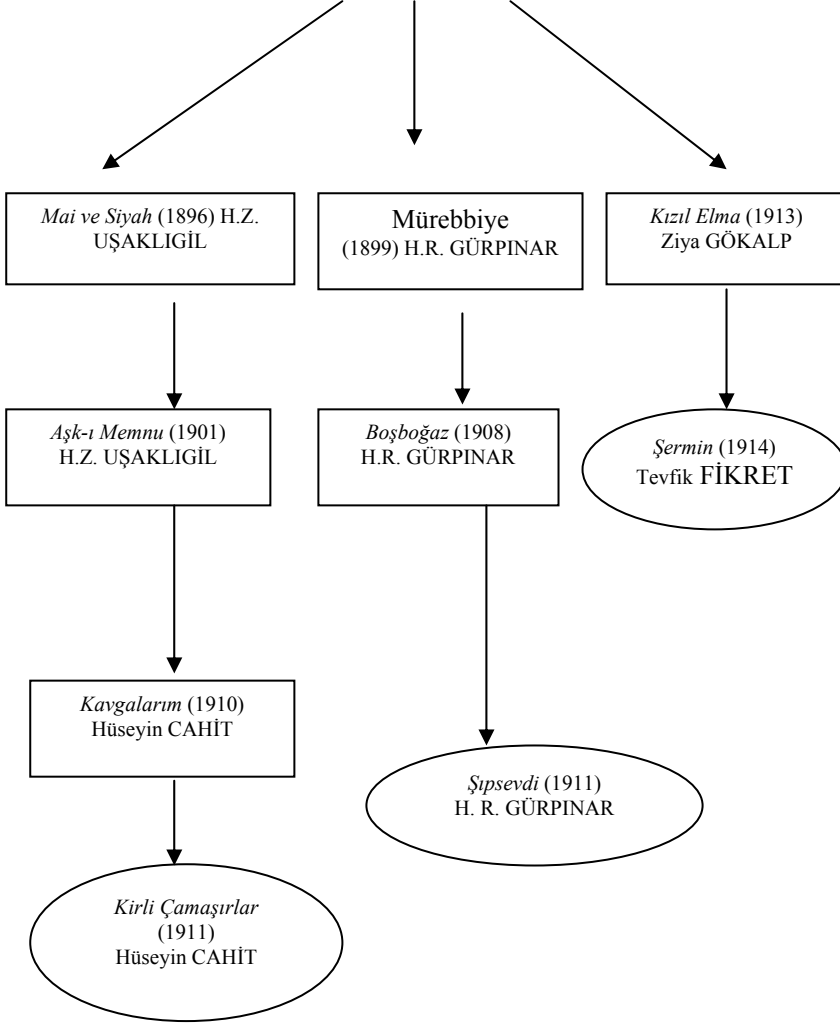 Mai ve Siyah (1896) H.Z.
UŞAKLIGİL
Mürebbiye
(1899) H.R. GÜRPINAR
Kızıl Elma (1913)
Ziya GÖKALP
Aşk-ı Memnu (1901)
H.Z. UŞAKLIGİL
Boşboğaz (1908)
H.R. GÜRPINAR
Şermin (1914)
Tevfik FİKRET
Kavgalarım (1910)
Hüseyin CAHİT
Şıpsevdi (1911)
H. R. GÜRPINAR
Kirli Çamaşırlar
(1911)
Hüseyin CAHİT